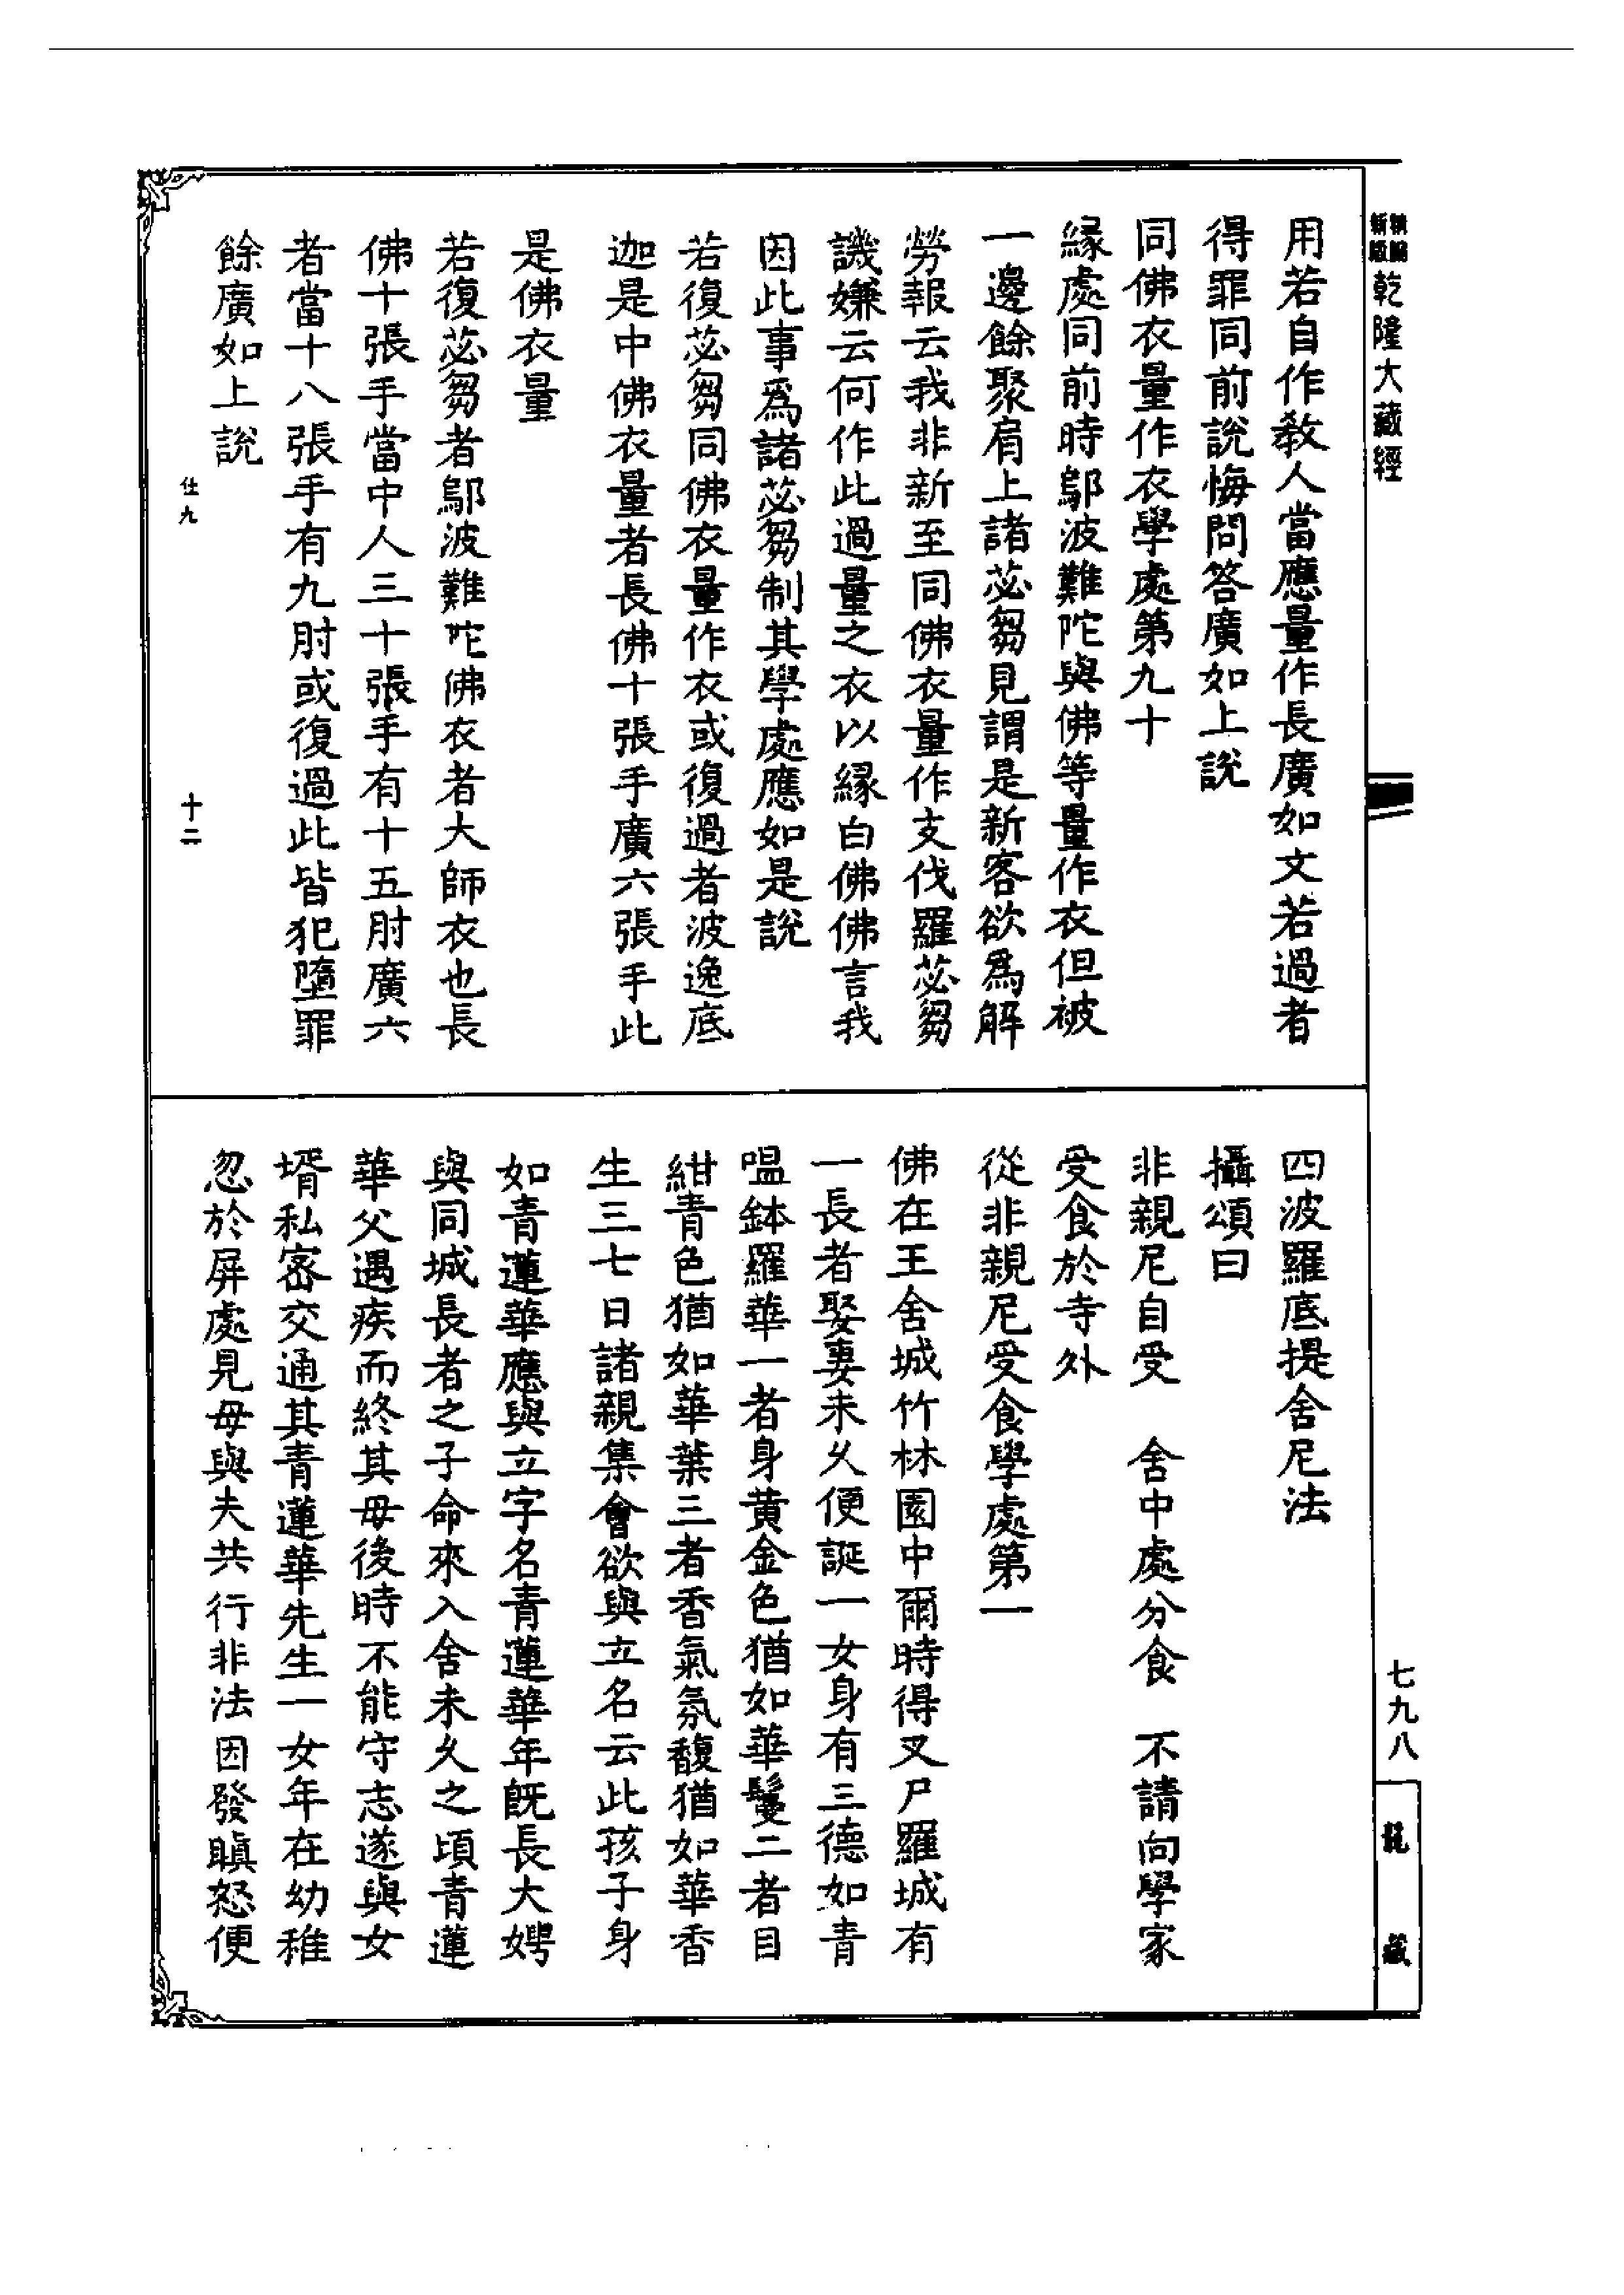 新編
縮版
乾隆大藏經
用若自作教人當應量作長廣如文若過者
得罪同前說悔問答廣如上說
同佛衣量作衣學處第九十
緣處同前時鄔波難陀與佛等量作衣但被
一邊餘聚肩上諸苾芻見謂是新客欲爲解
勞報云我非新至同佛衣量作支伐羅苾芻
譏嫌云何作此過量之衣以緣白佛佛言我
因此事爲諸苾芻制其學處應如是說
若復苾芻同佛衣量作衣或復過者波逸底
迦是中佛衣量者長佛十張手廣六張手此
是佛衣量
若復苾芻者鄔波難陀佛衣者大師衣也長
佛十張手當中人三十張手有十五肘廣六
者當十八張手有九肘或復過此皆犯墮罪
餘廣如上說
仕九
十二
四波羅底提舍尼法
攝頌曰
非親尼自受 舍中處分食 不請向學家
受食於寺外
從非親尼受食學處第一
佛在王舍城竹林園中爾時得叉尸羅城有
一長者娶妻未久便誕一女身有三德如青
嗢鉢羅華一者身黃金色猶如華鬘二者目
紺青色猶如華葉三者香氣氛馥猶如華香
生三七日諸親集會欲與立名云此孩子身
如青蓮華應與立字名青蓮華年既長大娉
與同城長者之子命來入舍未久之頃青蓮
華父遇疾而終其母後時不能守志遂與女
壻私密交通其青蓮華先生一女年在幼稚
忽於屏處見母與夫共行非法因發瞋怒便
七九八
龍藏